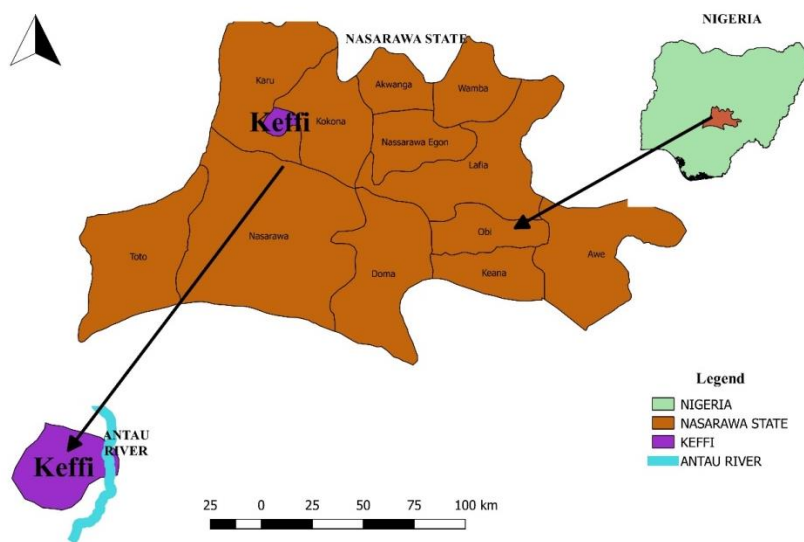 NIGERIA
NASARAWA STATE
Karu
Akwanga
Wamba
Keffi
Kokona
Nassarawa Egon
Lafia
Toto
Nasarawa
Obi
Awe
Doma
Keana
Legend
NIGERIA
NASARAWA STATE
KEFFI
ANTAU RIVER
ANTAU
RIVER
Keffi
25 0 25 50 75 100 km